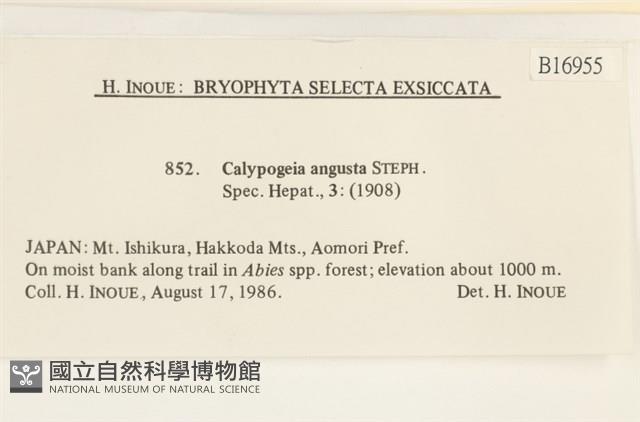 B16955
H. INOUE: BRYOPHYTA SELECTA EXSICCATA
852. Calypogeia angusta STEPH.
Spec. Hepat., 3: (1908)
JAPAN: Mt. Ishikura, Hakkoda Mts., Aomori Pref.
On moist bank along trail in Abies spp. forest; elevation about 1000 m.
Coll. H. INOUE, August 17, 1986. Det. H. INOUE
國立自然科學博物館
NATIONAL MUSEUM OF NATURAL SCIENCE